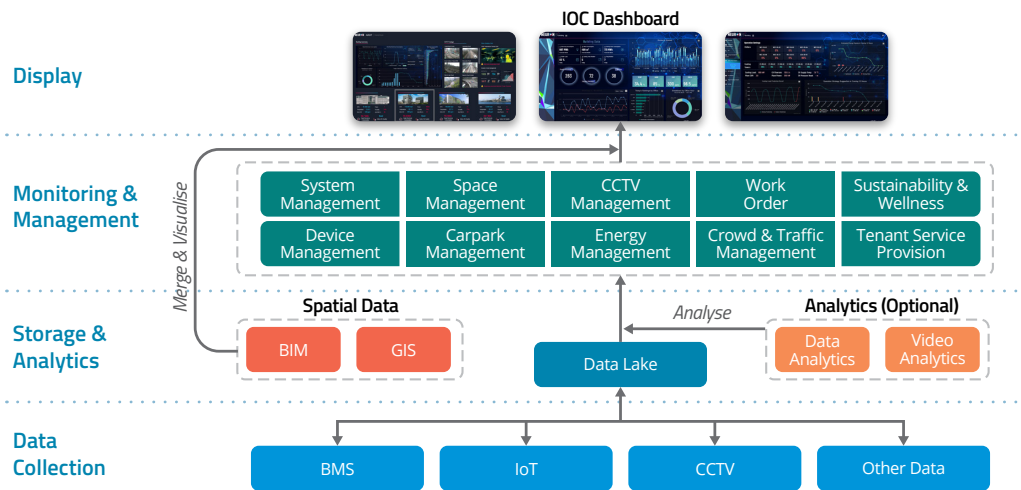 IOC Dashboard
Display
Monitoring &
Management
Merge & Visualise
System
Management
Space
Management
CCTV
Management
Work
Order
Sustainability &
Wellness
Device
Management
Carpark
Management
Energy
Management
Crowd & Traffic
Management
Tenant Service
Provision
Storage &
Analytics
Spatial Data
BIM
GIS
Analyse
Analytics (Optional)
Data
Analytics
Video
Analytics
Data Lake
Data
Collection
BMS
IoT
CCTV
Other Data